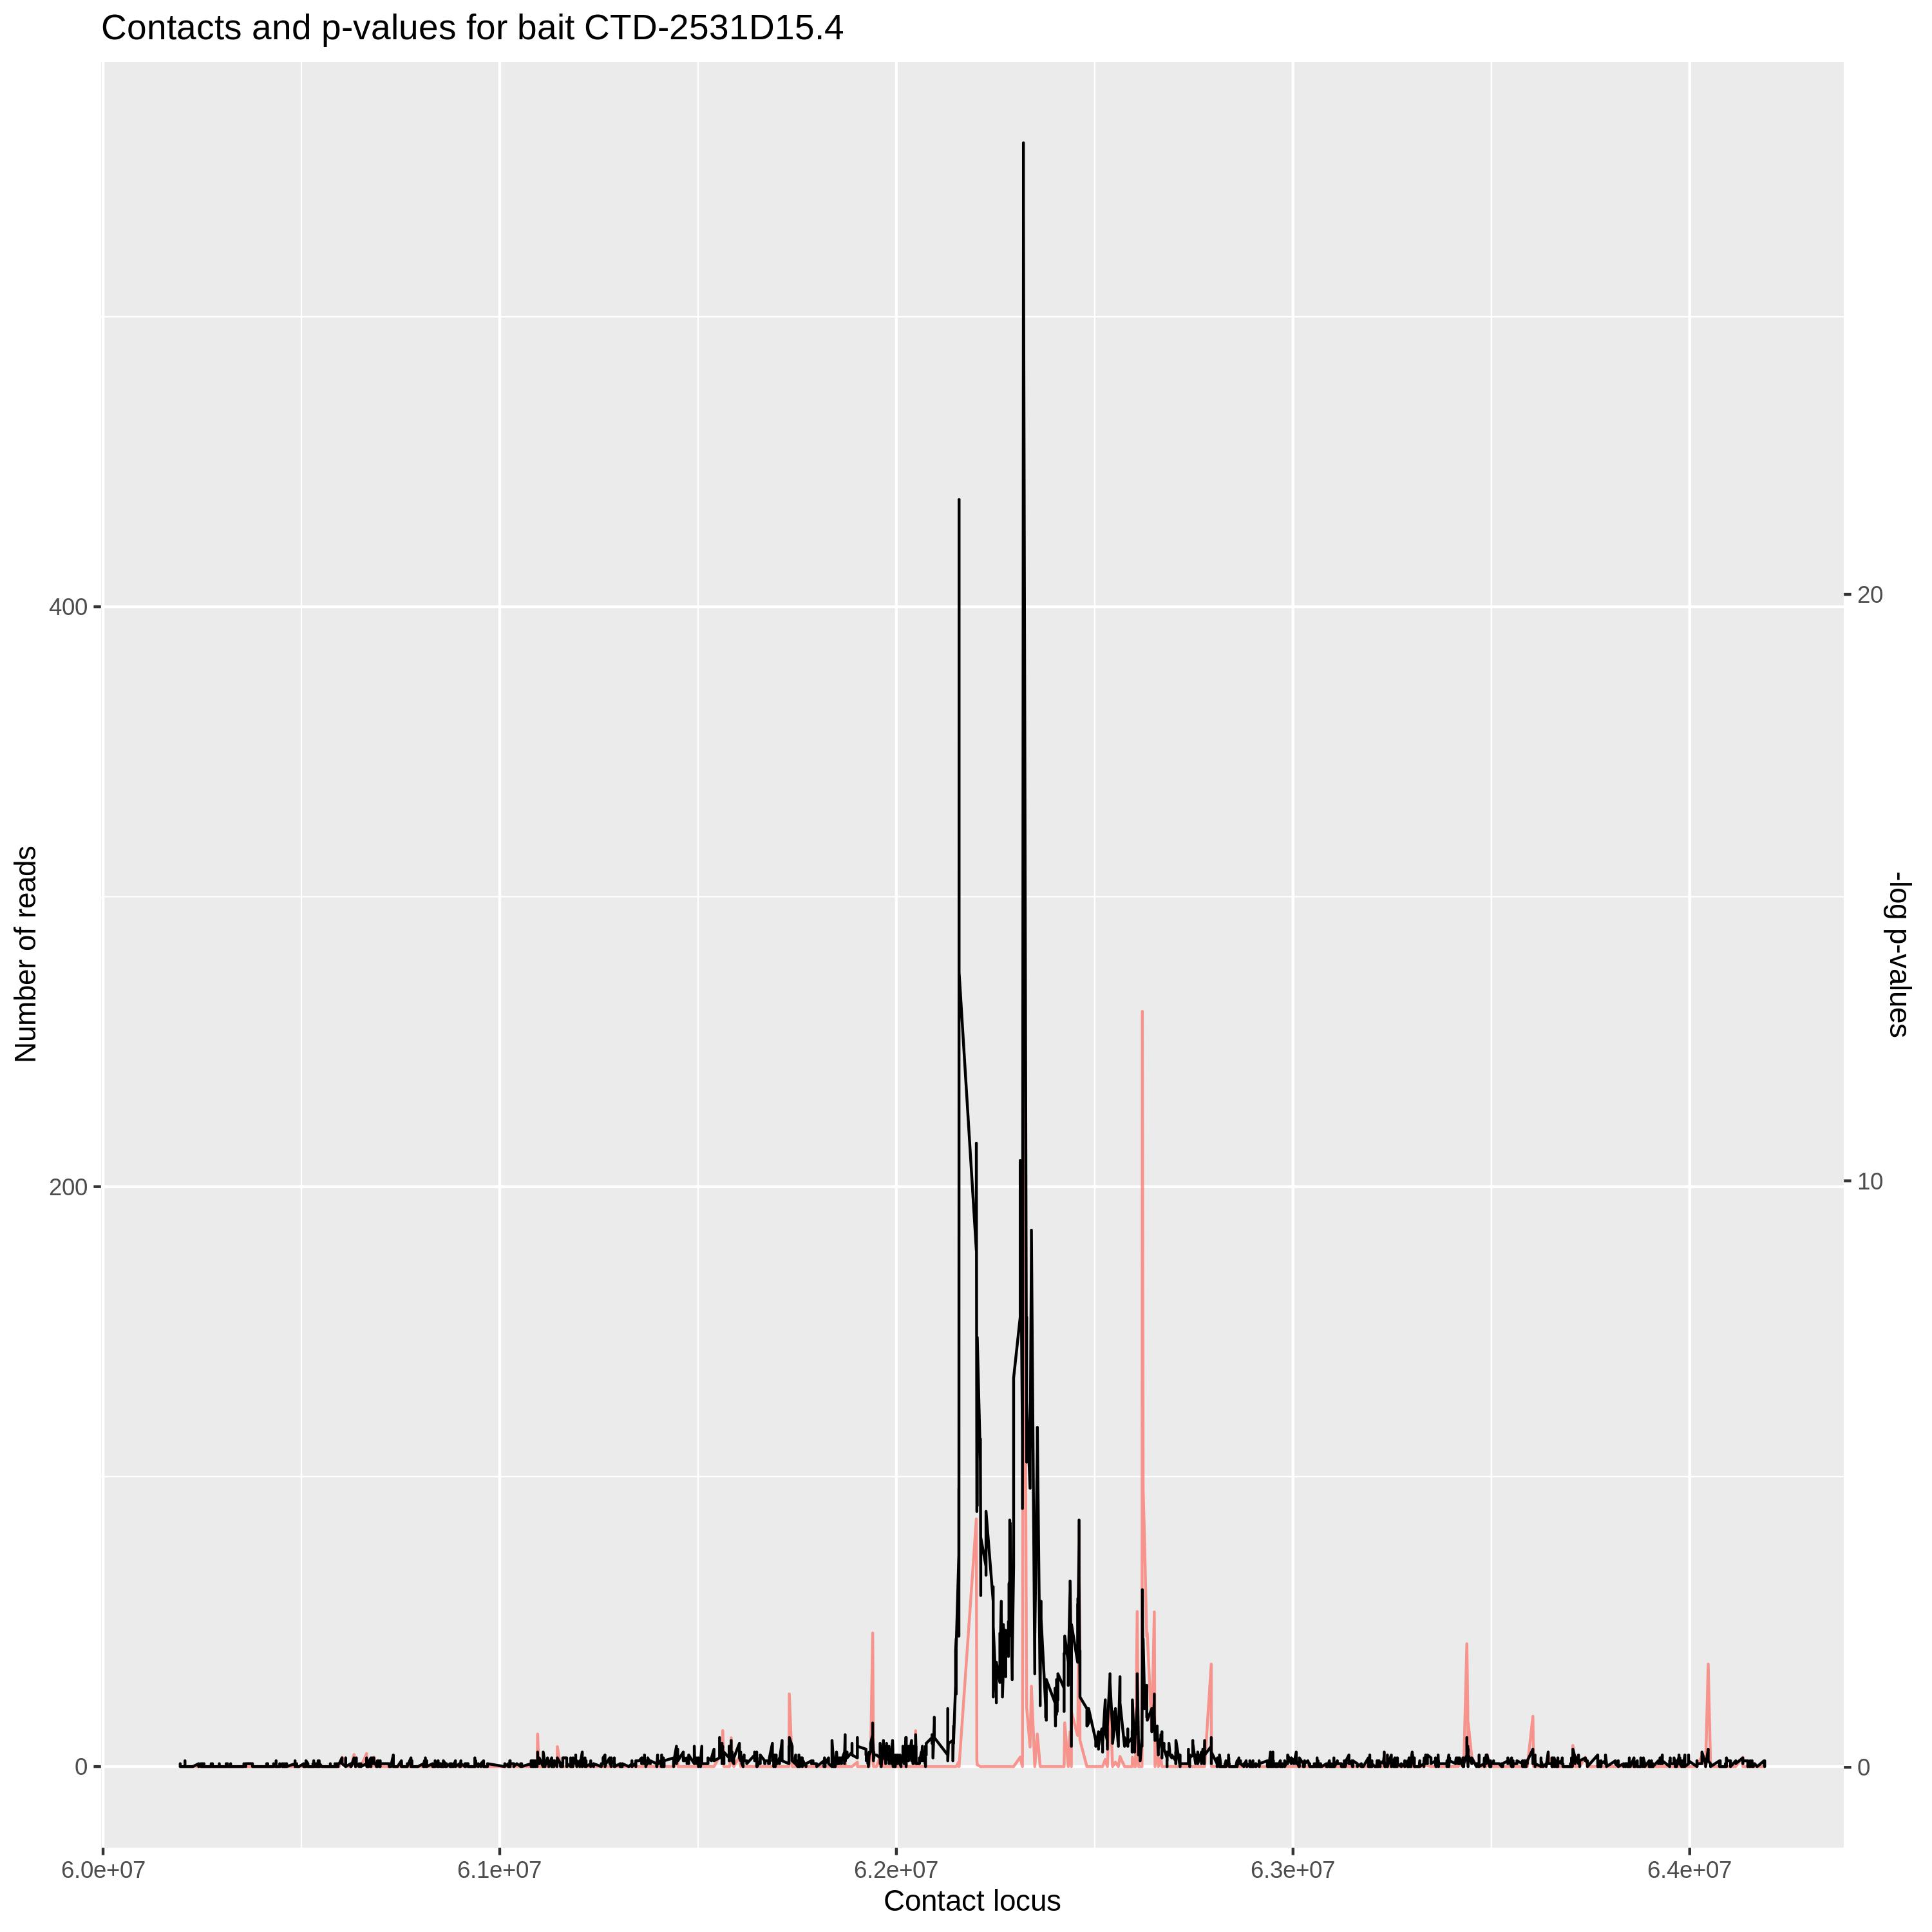 Contacts and p-values for bait CTD-2531D15.4
Number of reads
400
200
0
20
10
0
-log p-values
6.0e+07
6.1e+07
6.2e+07
6.3e+07
6.4e+07
Contact locus